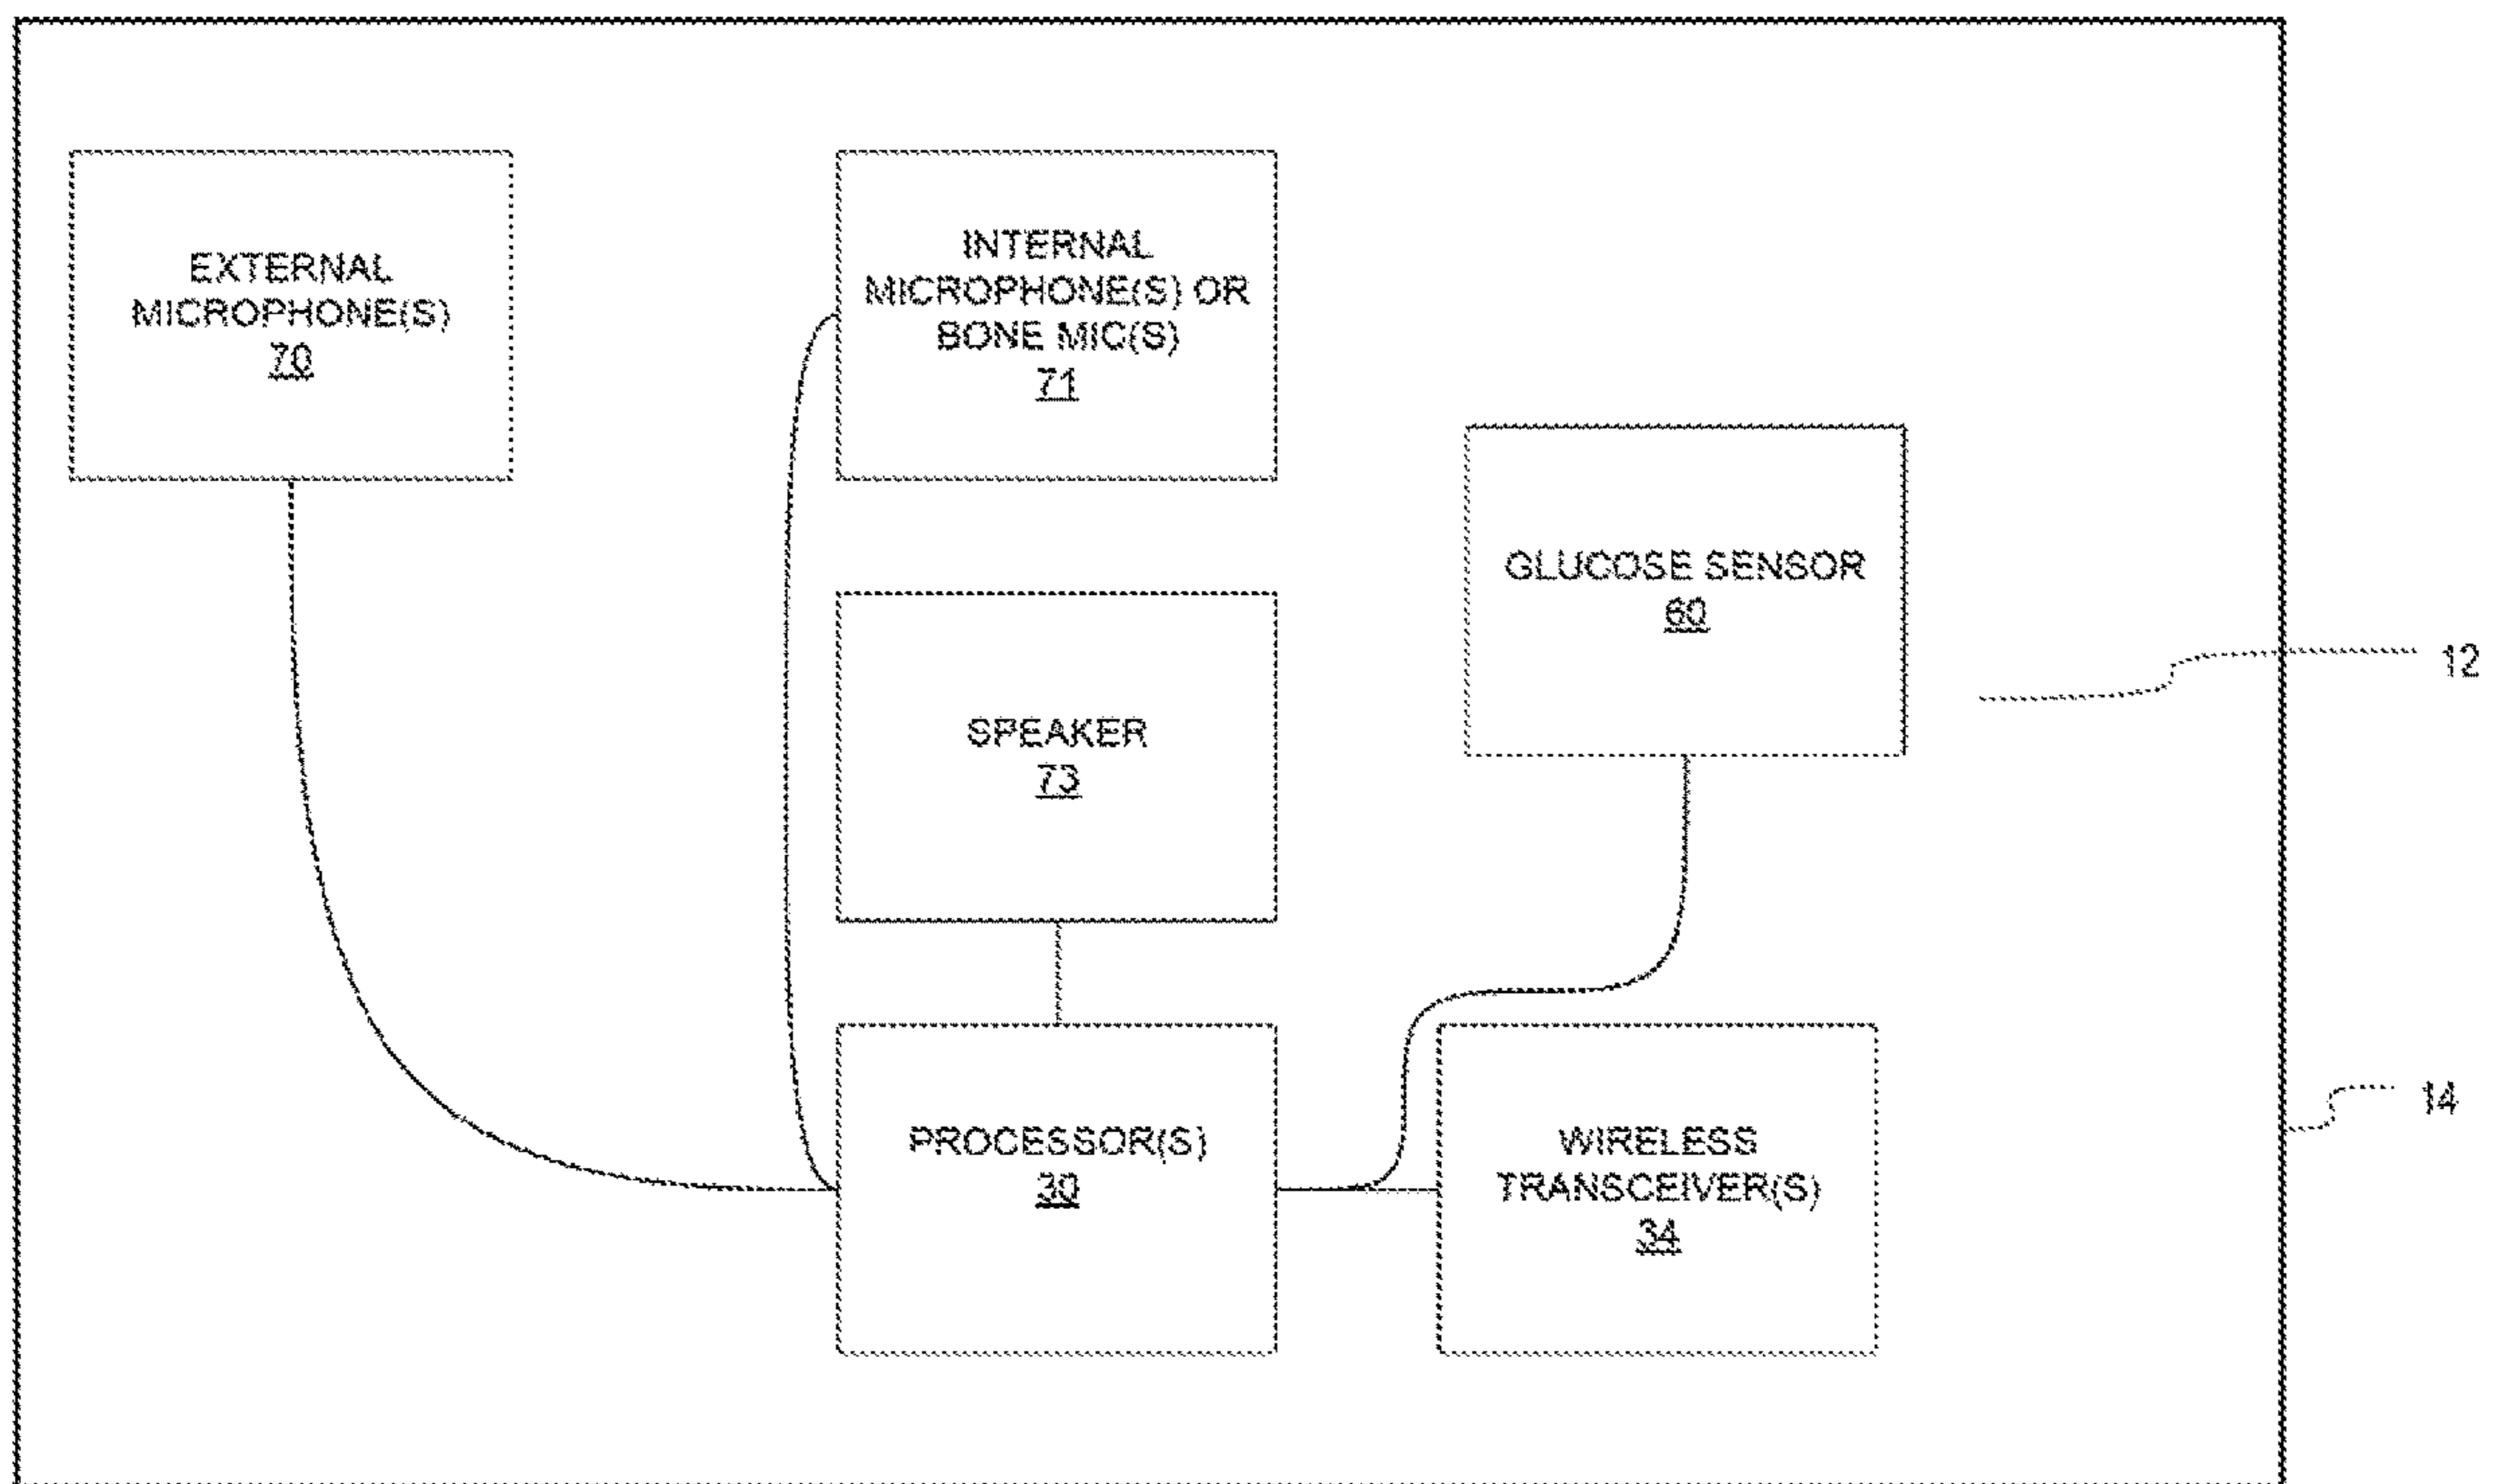 EXTERNAL
MICROPHONE(S)
70
INTERNAL
MICROPHONE(S) OR
BONE MIC(S)
71
GLUCOSE SENSOR
60
12
SPEAKER
73
14
PROCESSOR(S)
30
WIRELESS
TRANSCEIVER(S)
34